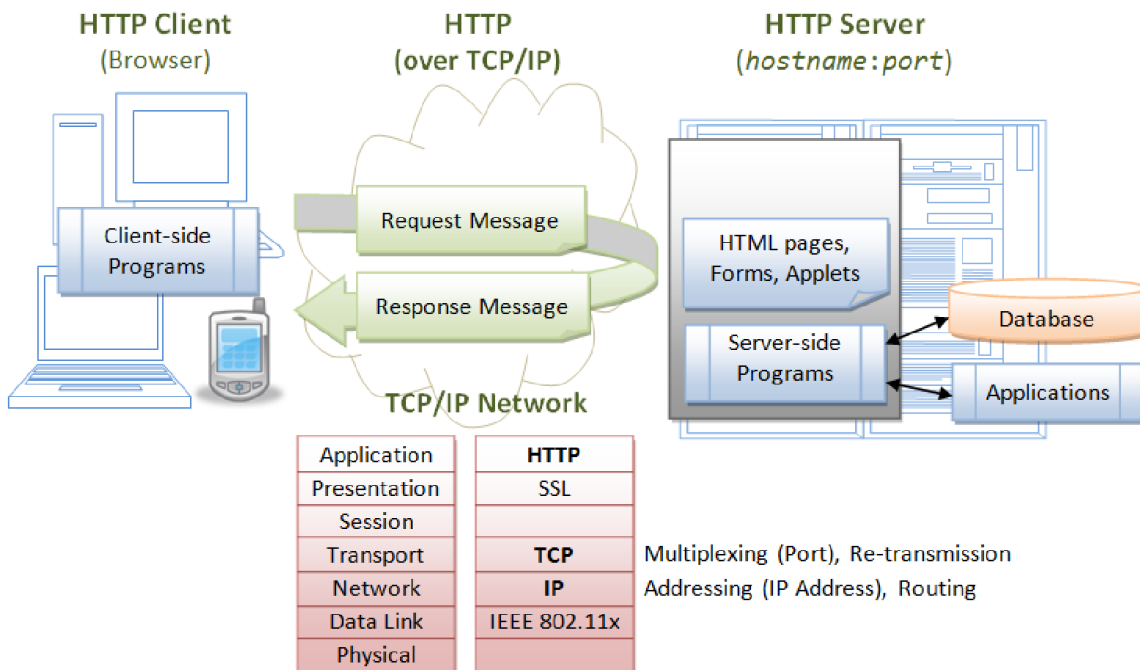 HTTP Client
(Browser)
HTTP
(over TCP/IP)
HTTP Server
(hostname:port)
Client-side
Programs
Request Message
Response Message
HTML pages,
Forms, Applets
Server-side
Programs
Database
Applications
TCP/IP Network
Application HTTP
Presentation SSL
Session
Transport TCP Multiplexing (Port), Re-transmission
Network IP Addressing (IP Address), Routing
Data Link IEEE 802.11x
Physical